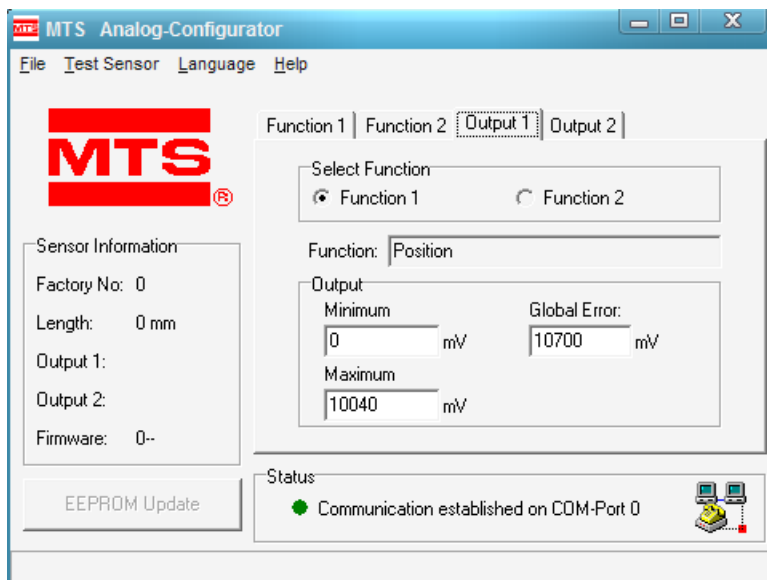 MTS MTS Analog-Configurator
File Test Sensor Language Help
MTS
®
Sensor Information
Factory No: 0
Length: 0 mm
Output 1:
Output 2:
Firmware: 0--
EEPROM Update
Function 1 Function 2 Output 1 Output 2
Select Function
Function 1 Function 2
Function: Position
Output
Minimum Global Error:
0 mV 10700 mV
Maximum
10040 mV
Status
Communication established on COM-Port 0